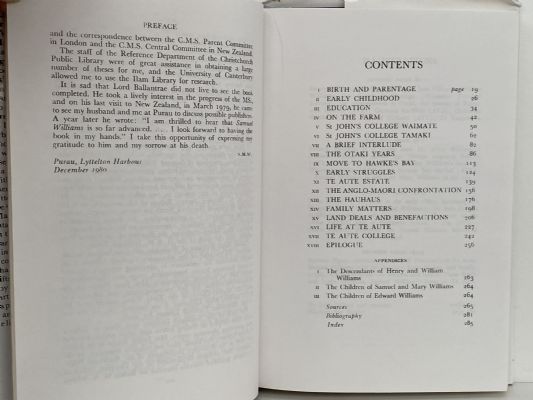 PREFACE
and the correspondence between the C.M.S. Parent Committee
in London and the C.M.S. Central Committee in New Zealand.
The staff of the Reference Department of the Christchurch
Public Library were of great assistance in obtaining a large
number of theses for me, and the University of Canterbury
allowed me to use the Ilam Library for research.
It is sad that Lord Ballantrae did not live to see the book
completed. He took a lively interest in the progress of the MS,
and on his last visit to New Zealand, in March 1979, he came
to see my husband and me at Purau to discuss possible publishers.
A year later he wrote: "I am thrilled to hear that Samuel
Williams is so far advanced. . . . I look forward to having the
book in my hands." I take this opportunity of expressing my
gratitude to him and my sorrow at his death.
S.M.W.
Purau, Lyttelton Harbour
December 1980
CONTENTS
I BIRTH AND PARENTAGE page 19
II EARLY CHILDHOOD 26
III EDUCATION 34
IV ON THE FARM 42
V St JOHN'S COLLEGE WAIMATE 50
VI St JOHN'S COLLEGE TAMAKI 61
VII A BRIEF INTERLUDE 82
VIII THE OTAKI YEARS 86
IX MOVE TO HAWKE'S BAY 113
X EARLY STRUGGLES 124
XI TE AUTE ESTATE 139
XII THE ANGLO-MAORI CONFRONTATION 158
XIII THE HAUHAUS 176
XIV FAMILY MATTERS 198
XV LAND DEALS AND BENEFACTIONS 206
XVI LIFE AT TE AUTE 227
XVII TE AUTE COLLEGE 242
XVIII EPILOGUE 256
APPENDICES
I The Descendants of Henry and William
Williams 263
II The Children of Samuel and Mary Williams 264
III The Children of Edward Williams 264
Sources 265
Bibliography 281
Index 285